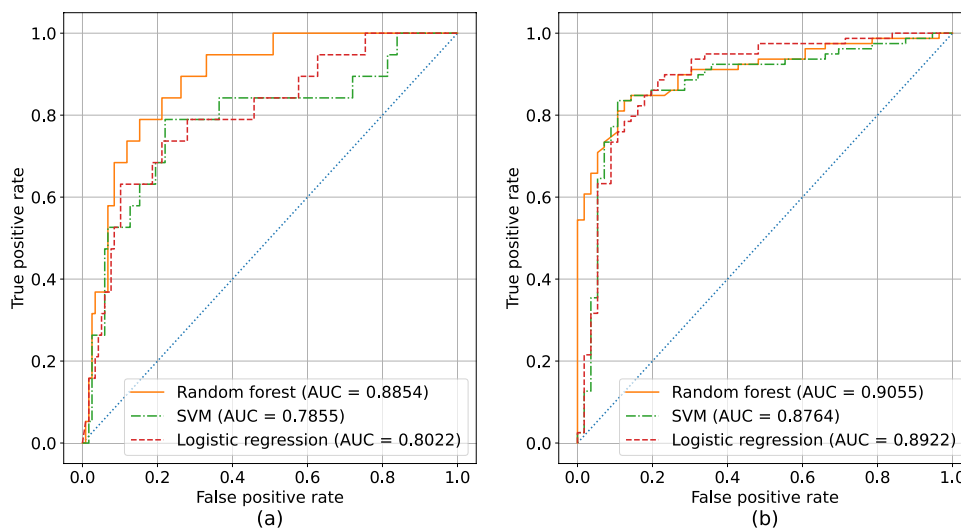 1.0
0.8
0.6
0.4
0.2
0.0
True positive rate
0.0 0.2 0.4 0.6 0.8 1.0
False positive rate
Random forest (AUC = 0.8854)
SVM (AUC = 0.7855)
Logistic regression (AUC = 0.8022)
(a)
1.0
0.8
0.6
0.4
0.2
0.0
True positive rate
0.0 0.2 0.4 0.6 0.8 1.0
False positive rate
Random forest (AUC = 0.9055)
SVM (AUC = 0.8764)
Logistic regression (AUC = 0.8922)
(b)